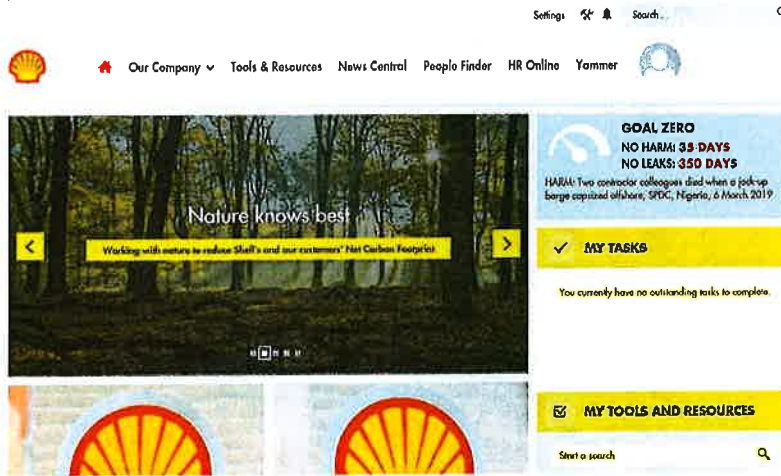 Settings Search...
Our Company Tools & Resources News Central People Finder HR Online Yammer
Nature knows best
Working with nature to reduce Shell's and our customers' Net Carbon Footprint
GOAL ZERO
NO HARM: 35 DAYS
NO LEAKS: 350 DAYS
HARM: Two contractor colleagues died when a jack-up
barge capsized offshore, SPDC, Nigeria, 6 March 2019
MY TASKS
You currently have no outstanding tasks to complete.
MY TOOLS AND RESOURCES
Start a search